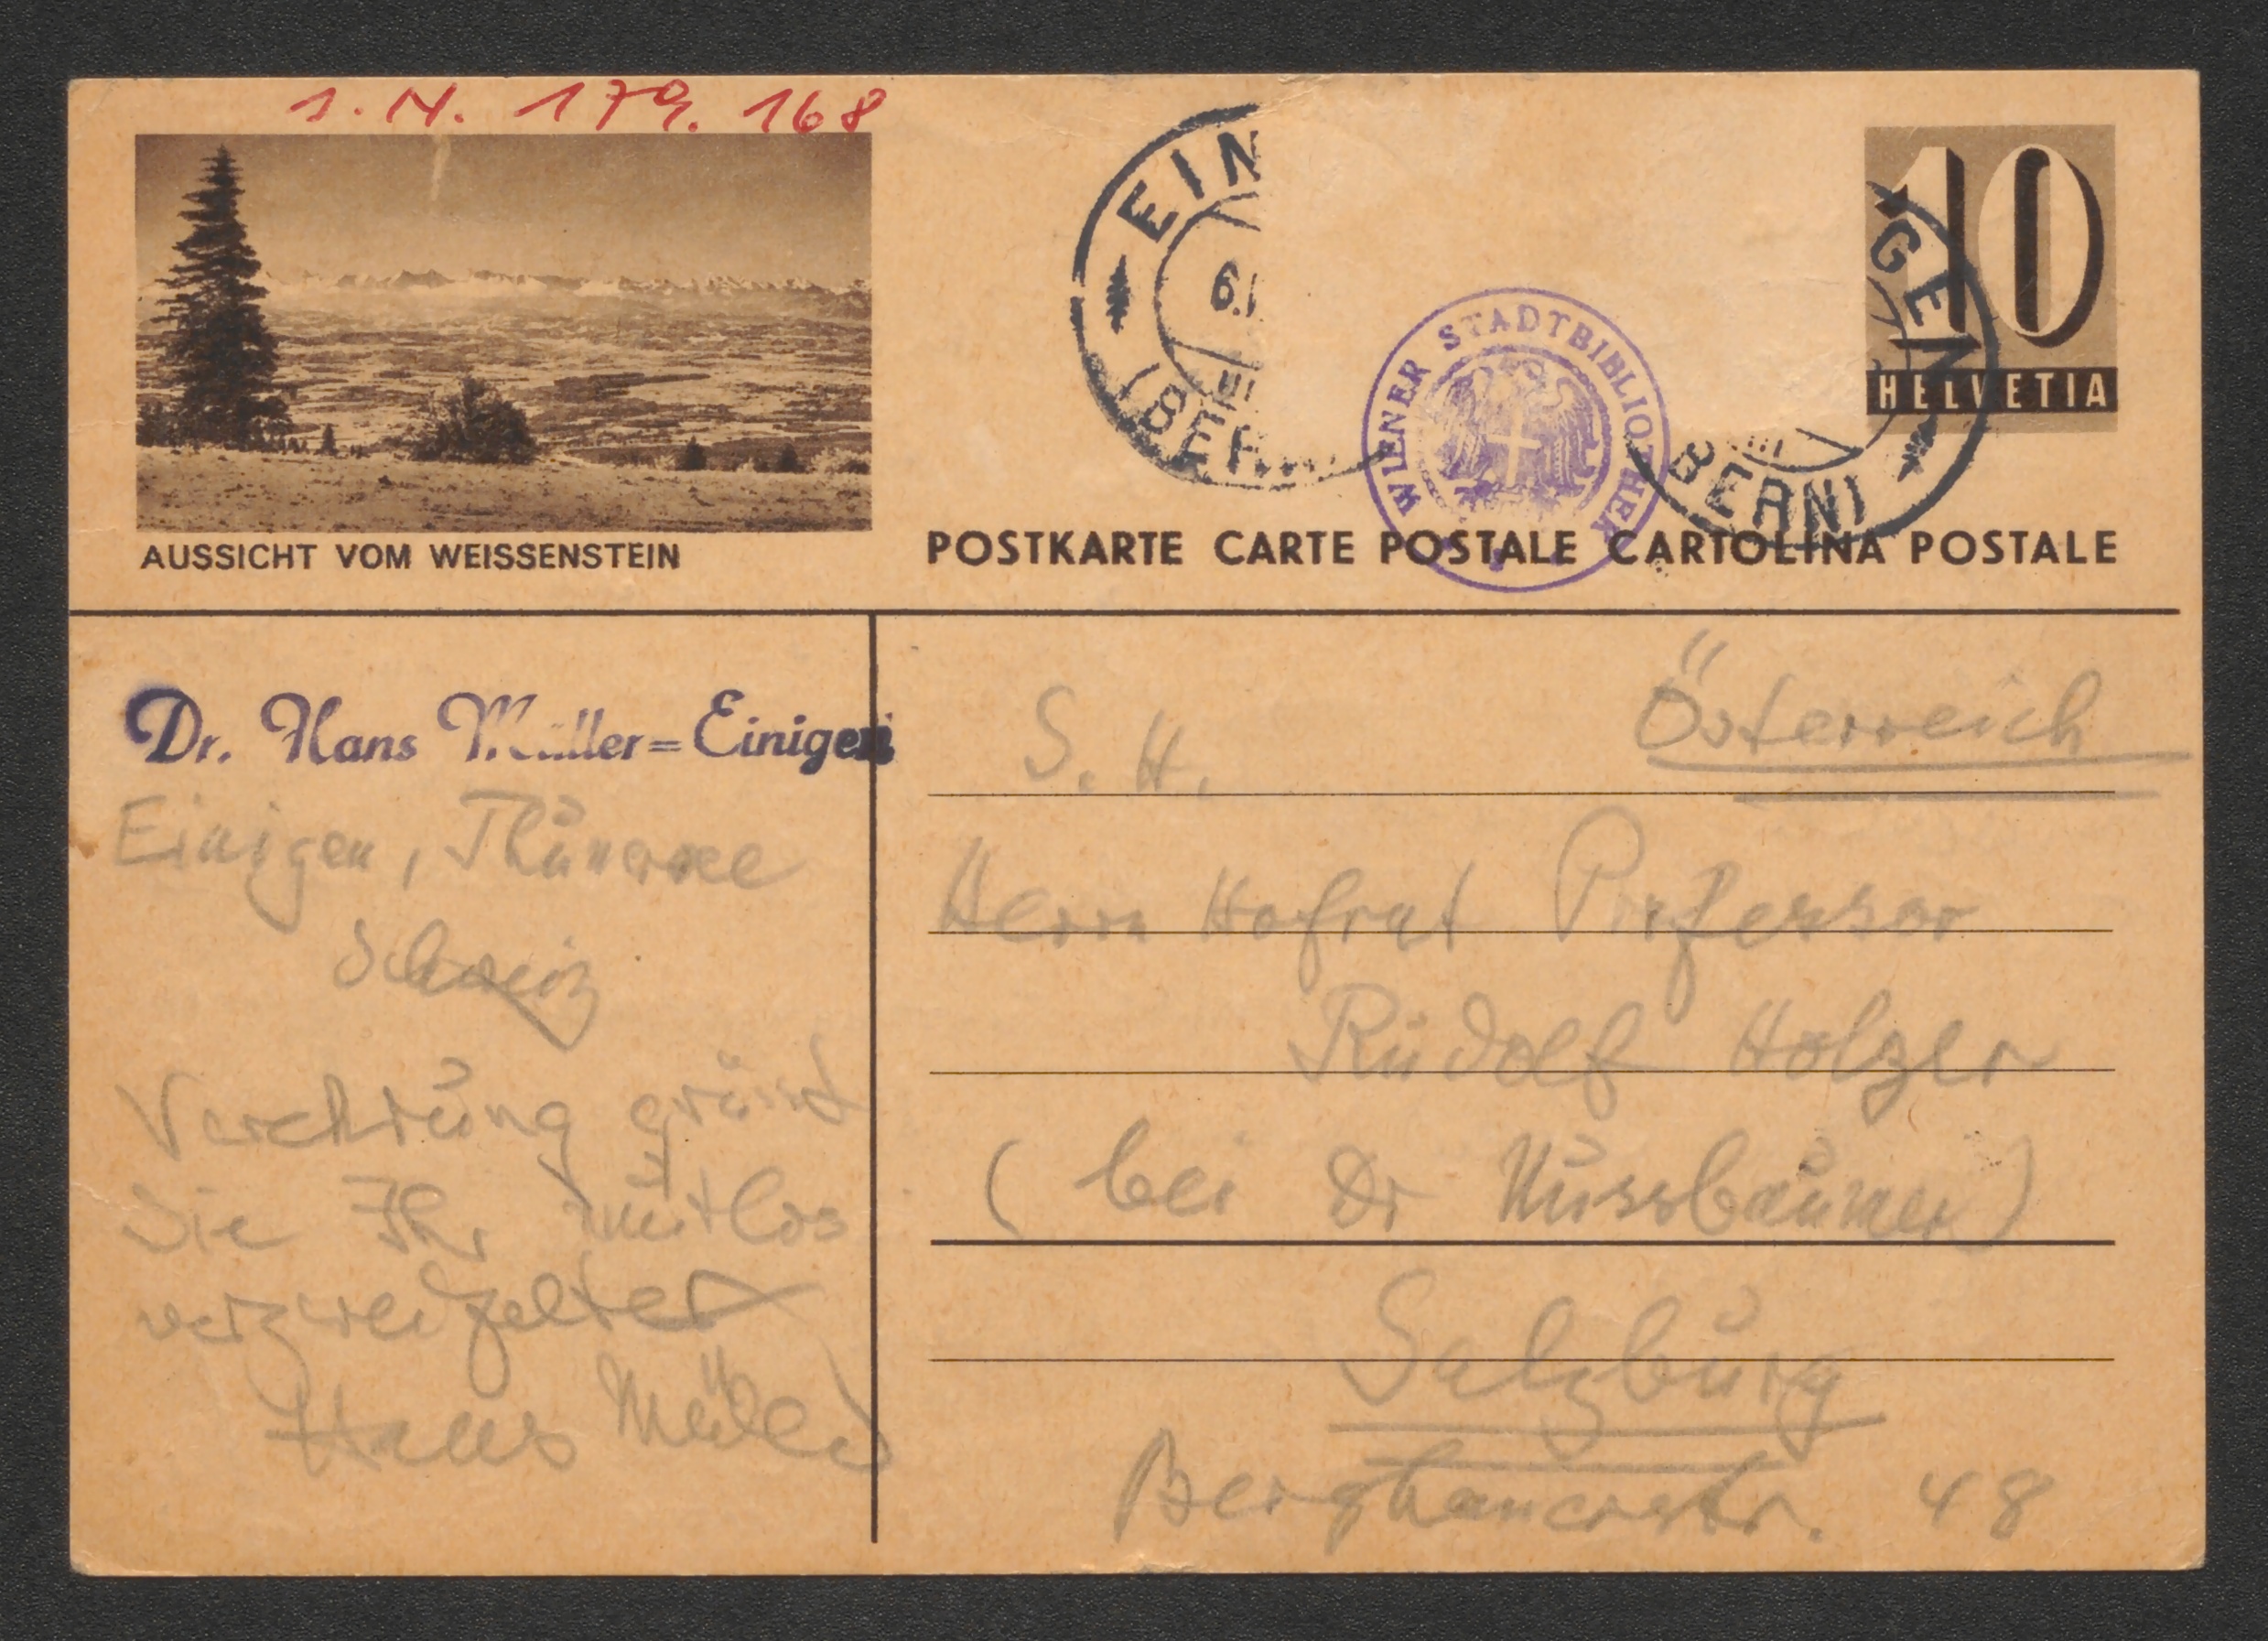 I. N. 179.168
EIN
6.I
(BER
GEN
BERN)
WIENER STADTBIBLIOTHEK
10
HELVETIA
AUSSICHT VOM WEISSENSTEIN
POSTKARTE CARTE POSTALE CARTOLINA POSTALE
Dr. Hans Müller=Einigen
Einigen, Thunersee
Schweiz
Verehrung grüsst
Sie Ihr mutlos
verzweifelter
Hans Müller
S. H. Österreich
Herrn Hofrat Professor
Rudolf Holzer
(bei Dr Nussbaumer)
Salzburg
48